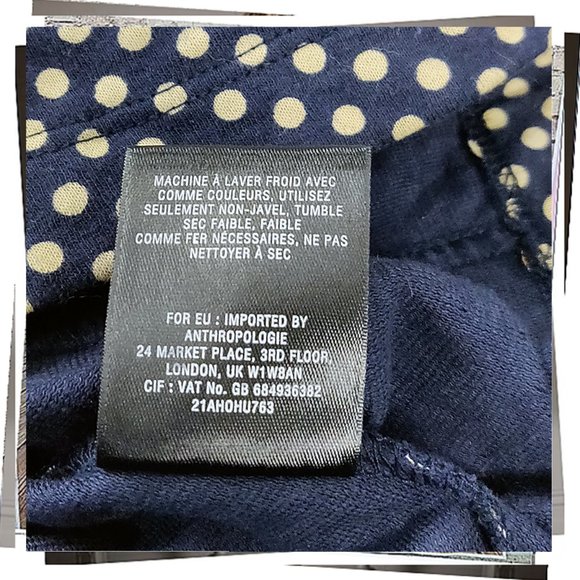 MACHINE À LAVER FROID AVEC
COMME COULEURS, UTILISEZ
SEULEMENT NON-JAVEL, TUMBLE
SEC FAIBLE, FAIBLE
COMME FER NÉCESSAIRES, NE PAS
NETTOYER À SEC
FOR EU : IMPORTED BY
ANTHROPOLOGIE
24 MARKET PLACE, 3RD FLOOR,
LONDON, UK W1W8AN
CIF : VAT No. GB 684936382
21AHOHU763